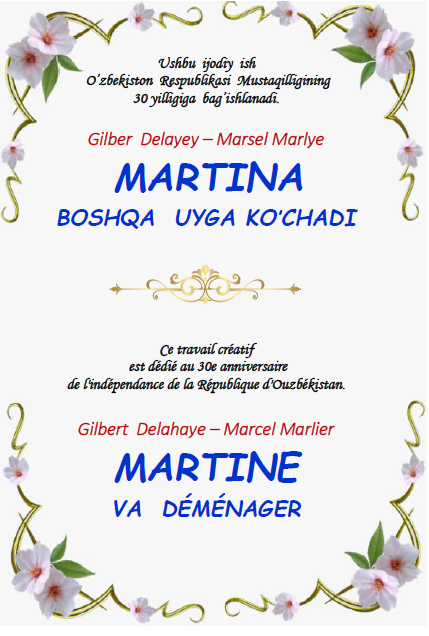 Ushbu ijodiy ish
O'zbekiston Respublikasi Mustaqilligining
30 yilligiga bag'ishlanadi.
Gilber Delayey – Marsel Marlye
MARTINA
BOSHQA UYGA KO'CHADI
Ce travail créatif
est dédié au 30e anniversaire
de l'indépendance de la République d'Ouzbékistan.
Gilbert Delahaye – Marcel Marlier
MARTINE
VA DÉMÉNAGER